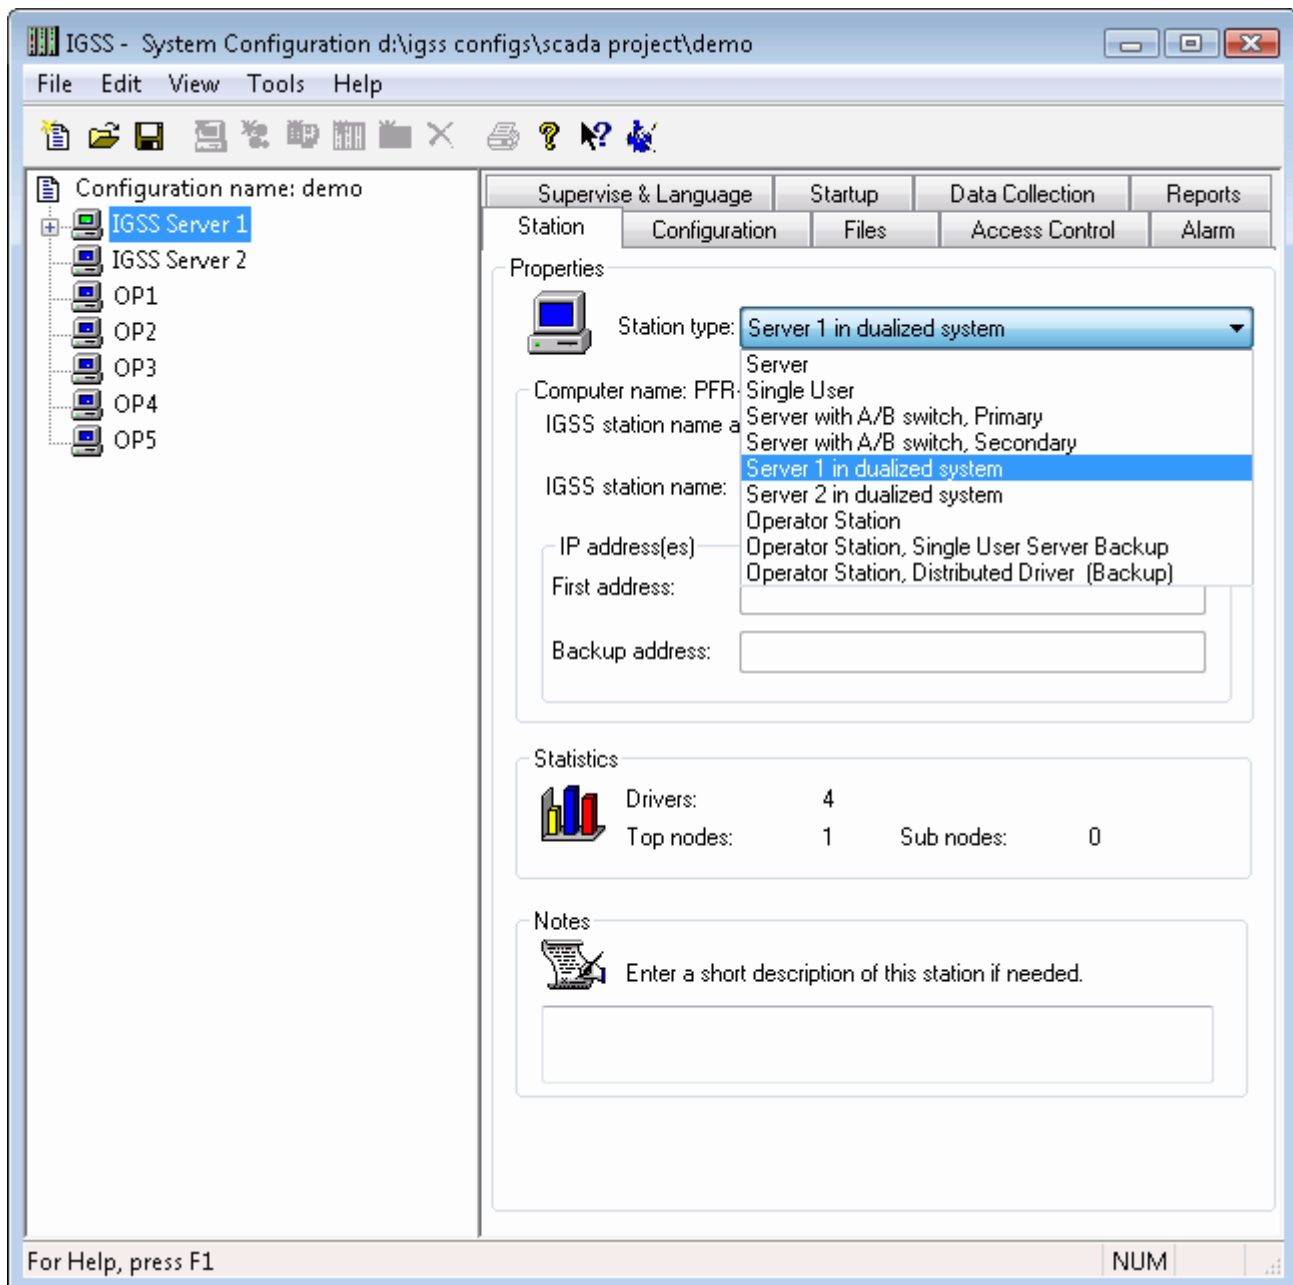 IGSS - System Configuration d:\igss configs\scada project\demo
File Edit View Tools Help
Configuration name: demo
IGSS Server 1
IGSS Server 2
OP1
OP2
OP3
OP4
OP5
Supervise & Language Startup Data Collection Reports
Station Configuration Files Access Control Alarm
Properties
Station type: Server 1 in dualized system
Server
Single User
Server with A/B switch, Primary
Server with A/B switch, Secondary
Server 1 in dualized system
Server 2 in dualized system
Operator Station
Operator Station, Single User Server Backup
Operator Station, Distributed Driver (Backup)
Computer name: PFR-
IGSS station name a
IGSS station name:
IP address(es)
First address:
Backup address:
Statistics
Drivers: 4
Top nodes: 1 Sub nodes: 0
Notes
Enter a short description of this station if needed.
For Help, press F1 NUM